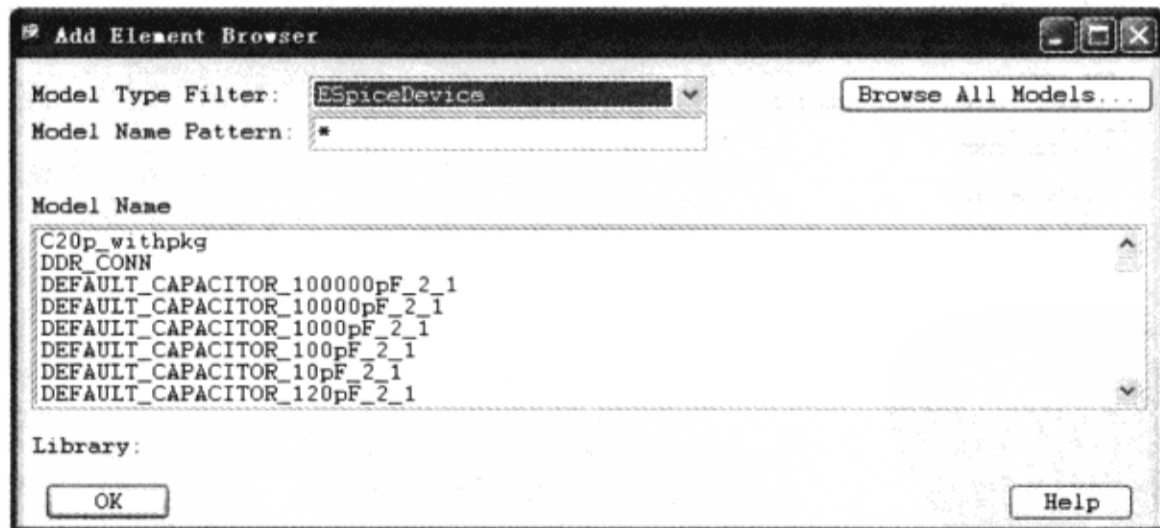 Add Element Browser
Model Type Filter: ESpiceDevice Browse All Models...
Model Name Pattern: *
Model Name
C20p_withpkg
DDR_CONN
DEFAULT_CAPACITOR_100000pF_2_1
DEFAULT_CAPACITOR_10000pF_2_1
DEFAULT_CAPACITOR_1000pF_2_1
DEFAULT_CAPACITOR_100pF_2_1
DEFAULT_CAPACITOR_10pF_2_1
DEFAULT_CAPACITOR_120pF_2_1
Library:
OK Help